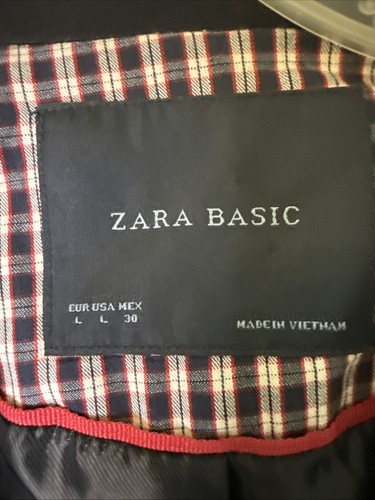 ZARA BASIC
EUR USA MEX
L L 30
MADE IN VIETNAM